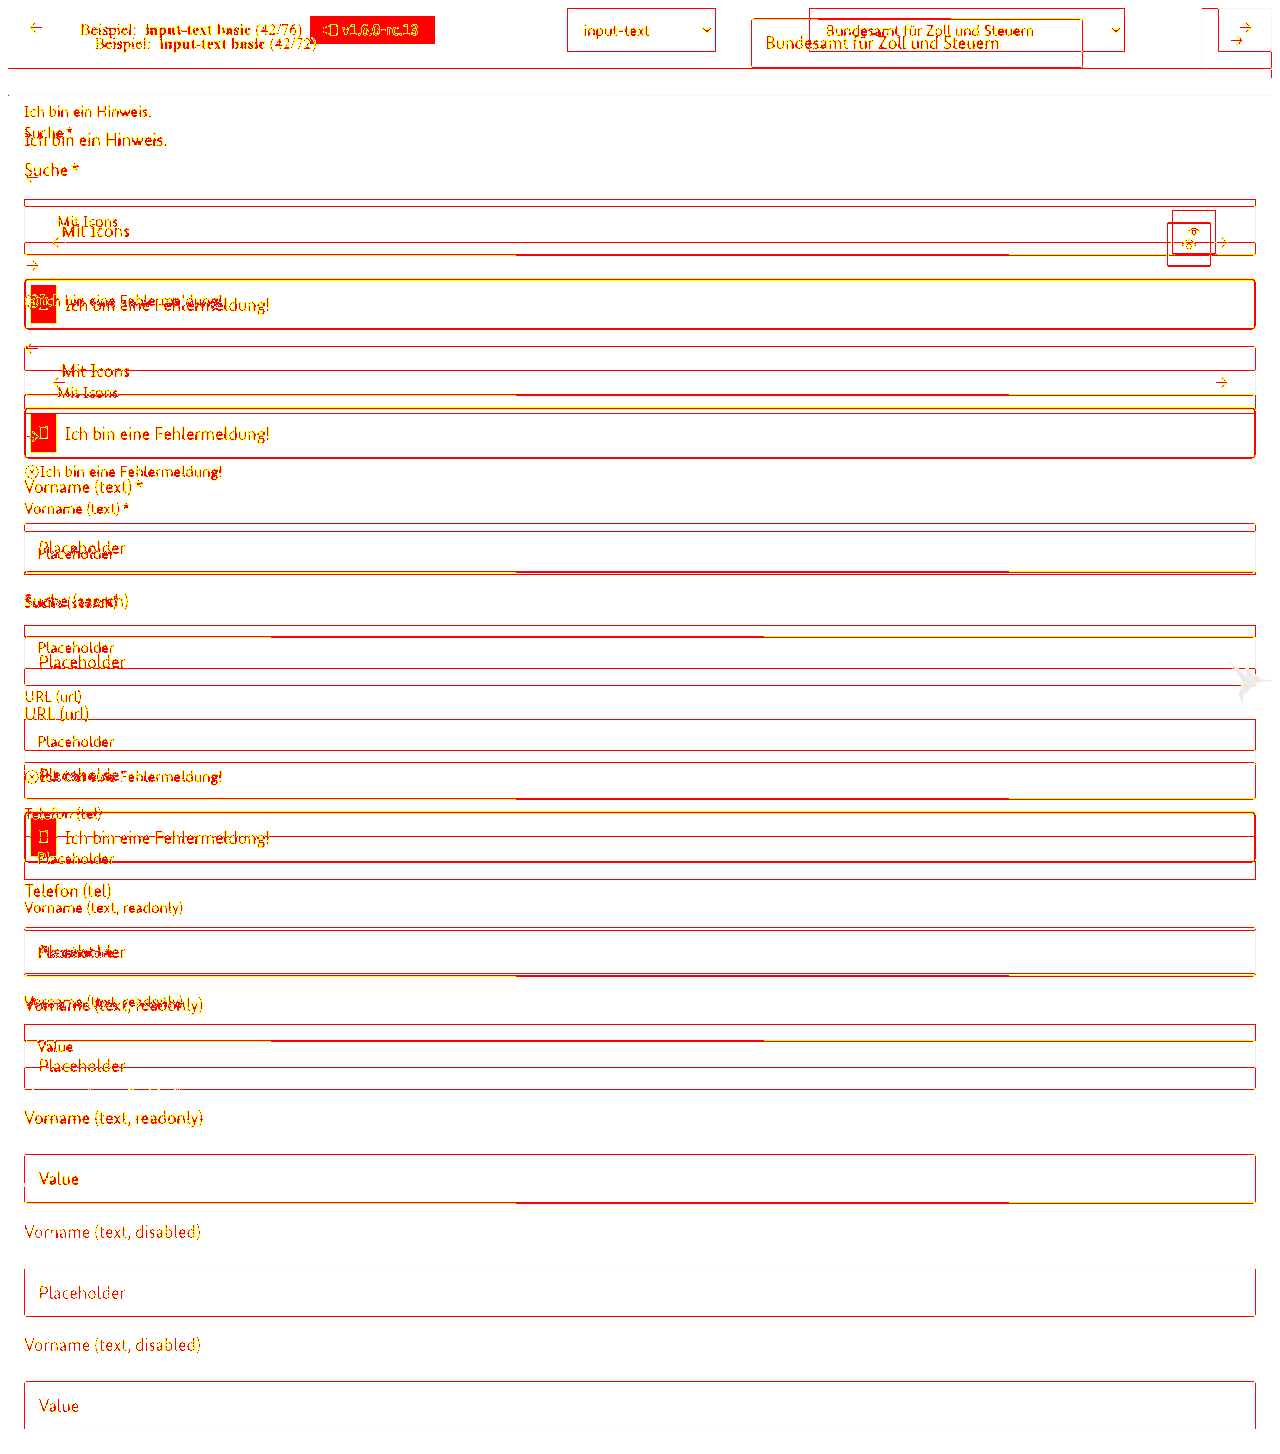 Beispiel: input-text basic (42/76) v1.6.0-rc.13 input-text Bundesamt für Zoll und Steuern
Beispiel: input-text basic (42/72) Bundesamt für Zoll und Steuern
Ich bin ein Hinweis.
Suche *
Ich bin ein Hinweis.
Suche *
Mit Icons
Mit Icons
Ich bin eine Fehlermeldung!
Ich bin eine Fehlermeldung!
Mit Icons
Mit Icons
Ich bin eine Fehlermeldung!
Ich bin eine Fehlermeldung!
Vorname (text) *
Vorname (text) *
Placeholder
Placeholder
Suche (search)
Suche (search)
Placeholder
Placeholder
URL (url)
URL (url)
Placeholder
Placeholder
Ich bin eine Fehlermeldung!
Telefon (tel)
Ich bin eine Fehlermeldung!
Placeholder
Telefon (tel)
Vorname (text, readonly)
Placeholder
Placeholder
Vorname (text, readonly)
Vorname (text, readonly)
Value
Placeholder
Vorname (text, readonly)
Value
Vorname (text, disabled)
Placeholder
Vorname (text, disabled)
Value